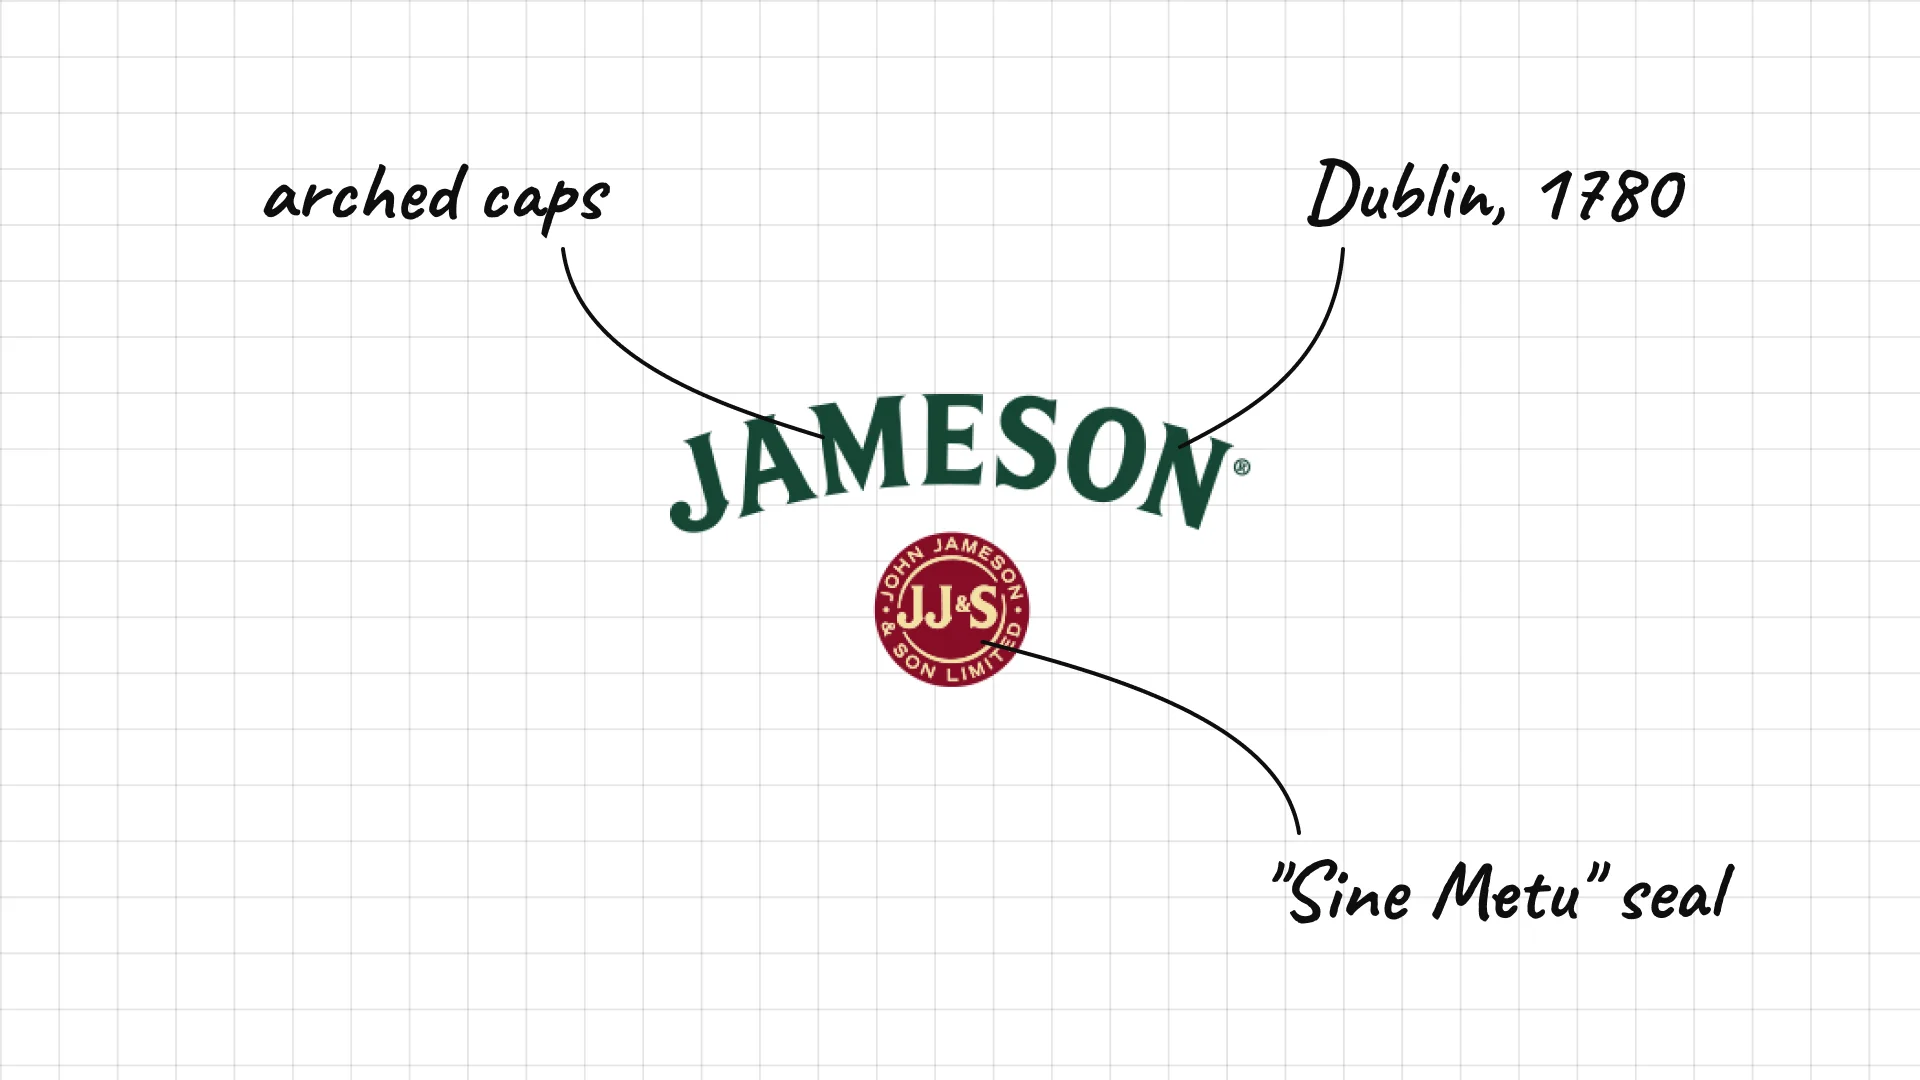 arched caps
Dublin, 1780
JAMESON®
JOHN JAMESON
JJ&S
& SON LIMITED
"Sine Metu" seal